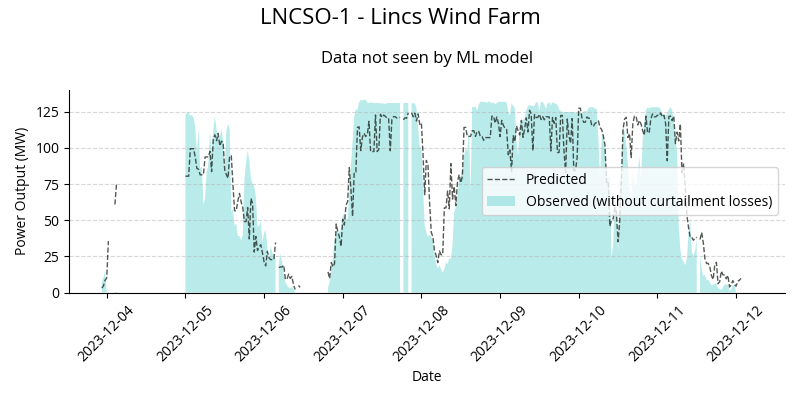 LNCSO-1 - Lincs Wind Farm
Data not seen by ML model
Power Output (MW)
125
100
75
50
25
0
Predicted
Observed (without curtailment losses)
2023-12-04
2023-12-05
2023-12-06
2023-12-07
2023-12-08
2023-12-09
2023-12-10
2023-12-11
2023-12-12
Date